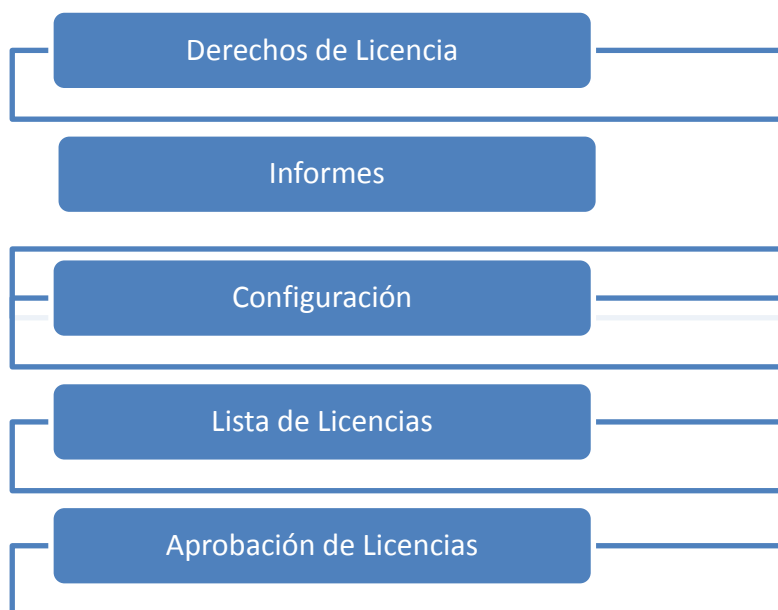 Derechos de Licencia
Informes
Configuración
Lista de Licencias
Aprobación de Licencias